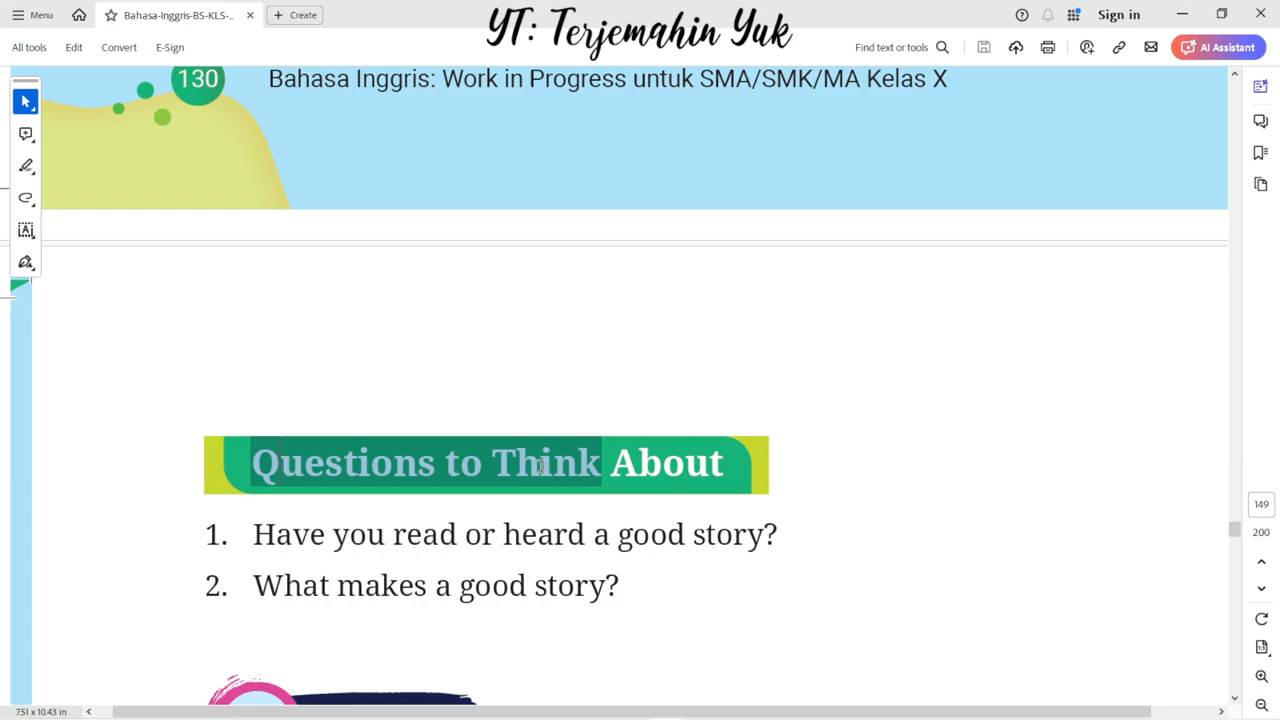 Menu
Bahasa-Inggris-BS-KLS-...
Create
YT: Terjemahin Yuk
Sign in
All tools
Edit
Convert
E-Sign
Find text or tools
AI Assistant
130
Bahasa Inggris: Work in Progress untuk SMA/SMK/MA Kelas X
Questions to Think About
1. Have you read or heard a good story?
2. What makes a good story?
149
200
7.51 x 10.43 in